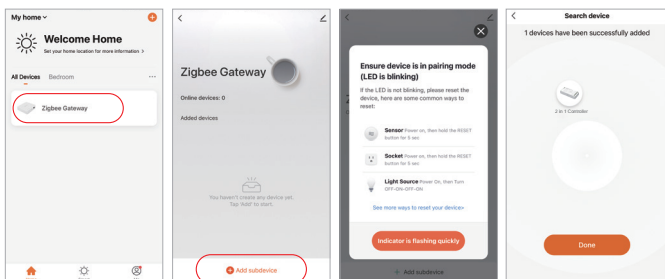 My home
Welcome Home
Set your home location for more information >
All Devices Bedroom
Zigbee Gateway
Zigbee Gateway
Online devices: 0
Added devices
You haven't create any device yet.
Tap "Add" to start.
Add subdevice
Ensure device is in pairing mode
(LED is blinking)
If the LED is not blinking, please reset the
device, here are some common ways to
reset:
Sensor Power on, then hold the RESET
button for 5 sec
Socket Power on, then hold the RESET
button for 5 sec
Light Source Power On, then Turn
OFF-ON-OFF-ON
See more ways to reset your device>
Indicator is flashing quickly
Add subdevice
Search device
1 devices have been successfully added
2 in 1 Controller
Done